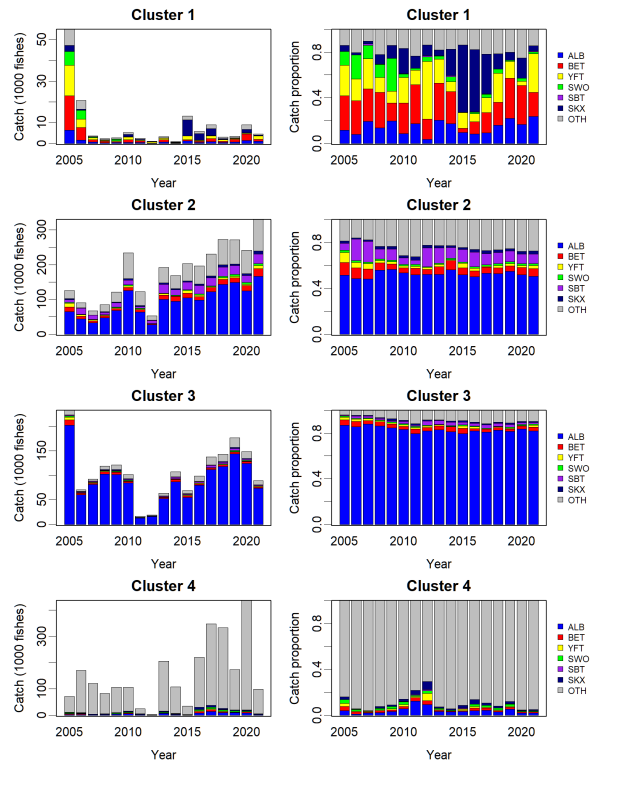 Cluster 1
Catch (1000 fishes)
0 10 30 50
2005 2010 2015 2020
Year
Cluster 1
Catch proportion
0.0 0.4 0.8
2005 2010 2015 2020
Year
ALB
BET
YFT
SWO
SBT
SKX
OTH
Cluster 2
Catch (1000 fishes)
0 100 200 300
2005 2010 2015 2020
Year
Cluster 2
Catch proportion
0.0 0.4 0.8
2005 2010 2015 2020
Year
ALB
BET
YFT
SWO
SBT
SKX
OTH
Cluster 3
Catch (1000 fishes)
0 50 150
2005 2010 2015 2020
Year
Cluster 3
Catch proportion
0.0 0.4 0.8
2005 2010 2015 2020
Year
ALB
BET
YFT
SWO
SBT
SKX
OTH
Cluster 4
Catch (1000 fishes)
0 100 300
2005 2010 2015 2020
Year
Cluster 4
Catch proportion
0.0 0.4 0.8
2005 2010 2015 2020
Year
ALB
BET
YFT
SWO
SBT
SKX
OTH